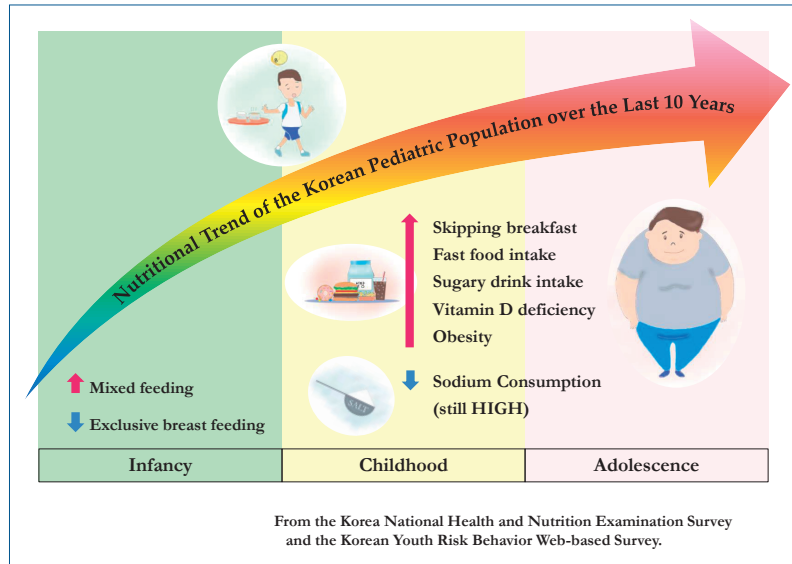 Nutritional Trend of the Korean Pediatric Population over the Last 10 Years
Skipping breakfast
Fast food intake
Sugary drink intake
Vitamin D deficiency
Obesity
Mixed feeding
Exclusive breast feeding
SALT
Sodium Consumption
(still HIGH)
Infancy
Childhood
Adolescence
From the Korea National Health and Nutrition Examination Survey
and the Korean Youth Risk Behavior Web-based Survey.